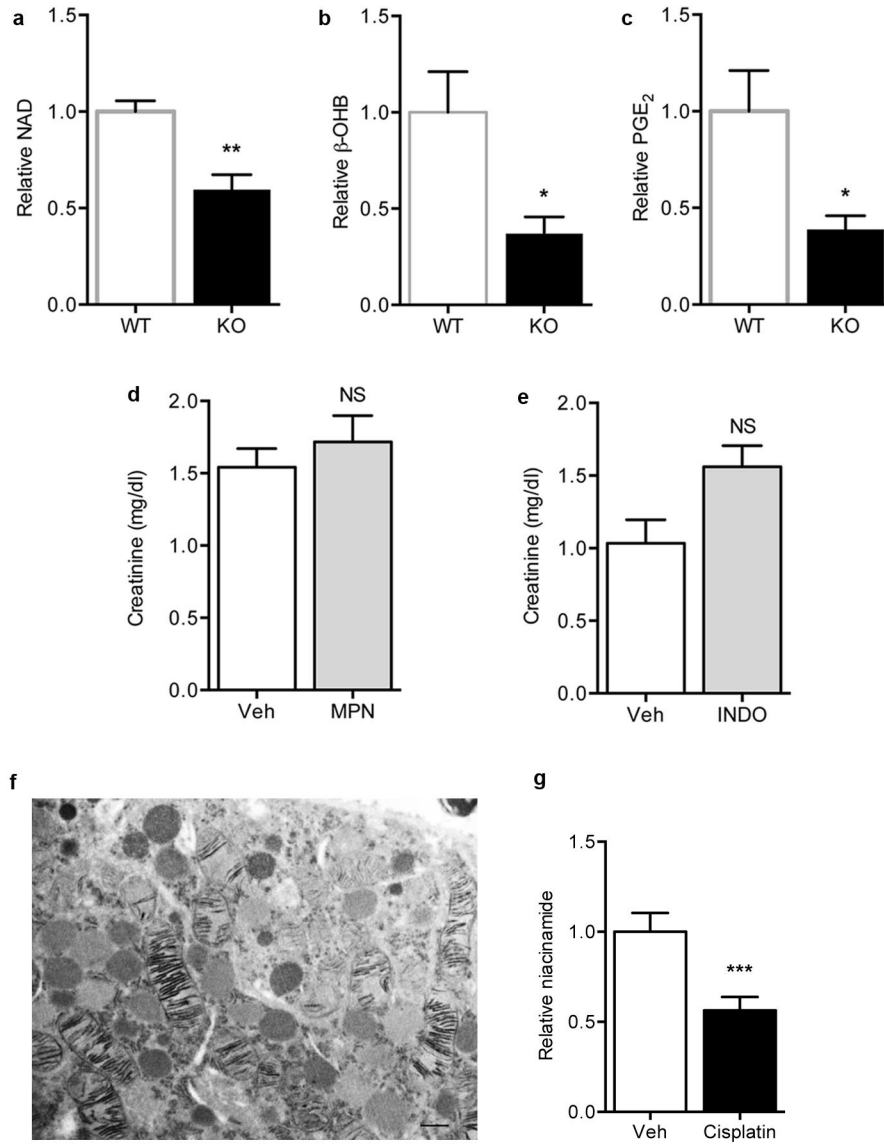 a
1.5
1.0
0.5
0.0
Relative NAD
**
WT KO
b
1.5
1.0
0.5
0.0
Relative β-OHB
*
WT KO
c
1.5
1.0
0.5
0.0
Relative PGE2
*
WT KO
d
2.0
1.5
1.0
0.5
0.0
Creatinine (mg/dl)
NS
Veh MPN
e
2.0
1.5
1.0
0.5
0.0
Creatinine (mg/dl)
NS
Veh INDO
f
g
1.5
1.0
0.5
0.0
Relative niacinamide
***
Veh Cisplatin